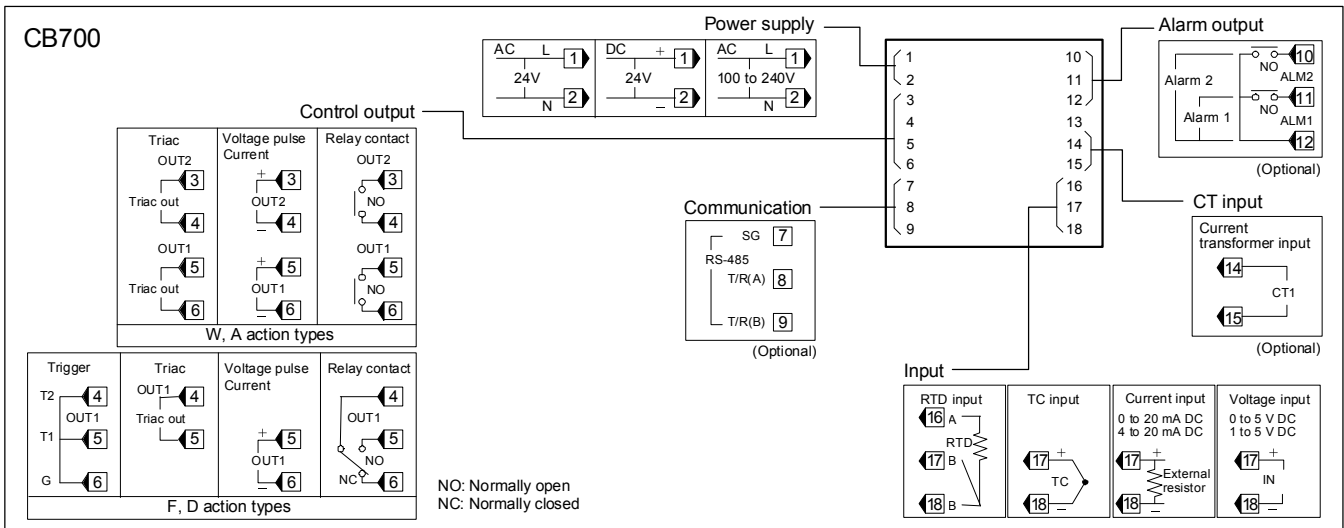 CB700
Power supply
AC L 1
24V
N 2
DC + 1
24V
– 2
AC L 1
100 to 240V
N 2
1
2
3
4
5
6
7
8
9
10
11
12
13
14
15
16
17
18
Alarm output
Alarm 2
Alarm 1
NO
10
ALM2
NO
11
ALM1
12
(Optional)
Control output
Triac
OUT2
3
Triac out
4
OUT1
5
Triac out
6
Voltage pulse
Current
+ 3
OUT2
– 4
+ 5
OUT1
– 6
Relay contact
OUT2
3
NO
4
OUT1
5
NO
6
W, A action types
Trigger
T2 4
OUT1
T1 5
G 6
Triac
OUT1 4
Triac out
5
Voltage pulse
Current
+ 5
OUT1
– 6
Relay contact
4
OUT1
5
NO
NC 6
F, D action types
NO: Normally open
NC: Normally closed
Communication
SG 7
RS-485
T/R(A) 8
T/R(B) 9
(Optional)
CT input
Current
transformer input
14
CT1
15
(Optional)
Input
RTD input
16 A
RTD
17 B
18 B
TC input
17 +
TC
18 –
Current input
0 to 20 mA DC
4 to 20 mA DC
17 +
External
resistor
18 –
Voltage input
0 to 5 V DC
1 to 5 V DC
17 +
IN
18 –